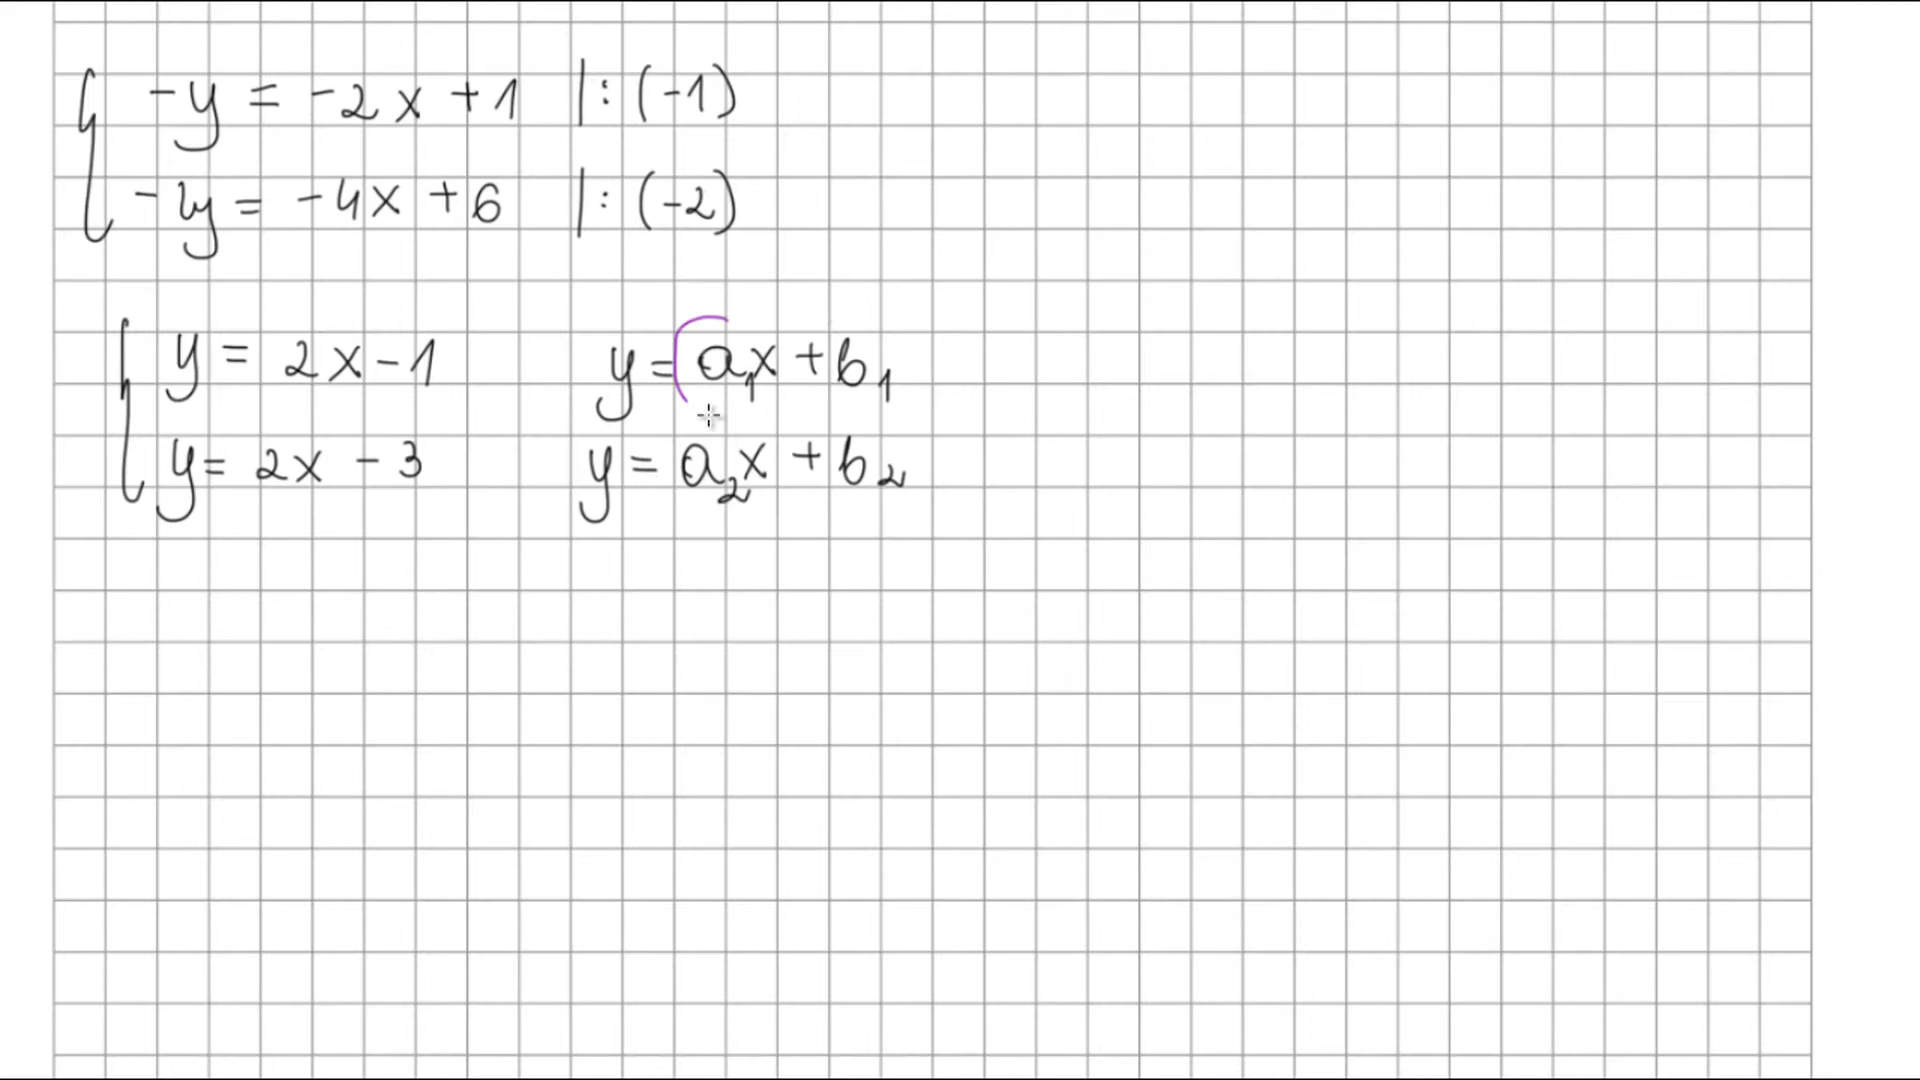 -y = -2x + 1 | : (-1)
-2y = -4x + 6 | : (-2)
y = 2x - 1 y = a₁x + b₁
y = 2x - 3 y = a₂x + b₂